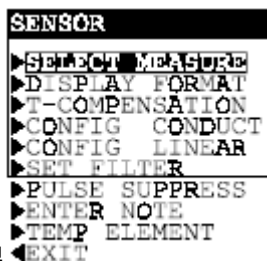 SENSOR
▶SELECT MEASURE
▶DISPLAY FORMAT
▶T-COMPENSATION
▶CONFIG CONDUCT
▶CONFIG LINEAR
▶SET FILTER
▶PULSE SUPPRESS
▶ENTER NOTE
▶TEMP ELEMENT
◀EXIT